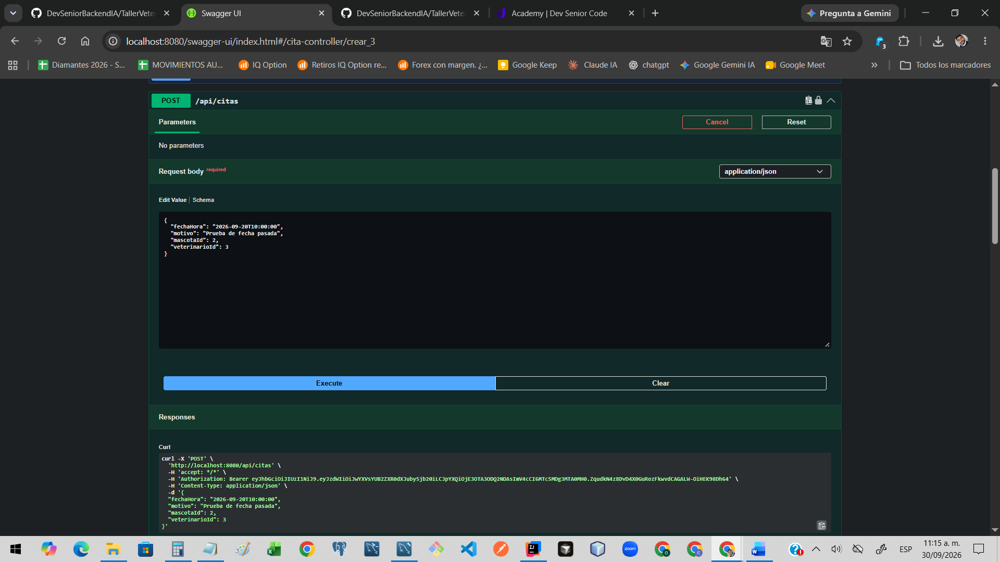 DevSeniorBackendIA/TallerVeter
Swagger UI
DevSeniorBackendIA/TallerVete
Academy | Dev Senior Code
Pregunta a Gemini
localhost:8080/swagger-ui/index.html#/cita-controller/crear_3
3
Diamantes 2026 - S...
MOVIMIENTOS AU...
IQ Option
Retiros IQ Option re...
Forex con margen. ¿...
Google Keep
Claude IA
chatgpt
Google Gemini IA
Google Meet
Todos los marcadores
POST /api/citas
Parameters
Cancel
Reset
No parameters
Request body required
application/json
Edit Value | Schema
{
"fechaHora": "2026-09-20T10:00:00",
"motivo": "Prueba de fecha pasada",
"mascotaId": 2,
"veterinarioId": 3
}
Execute
Clear
Responses
Curl
curl -X 'POST' \
'http://localhost:8080/api/citas' \
-H 'accept: */*' \
-H 'Authorization: Bearer
-H 'Content-Type: application/json' \
-d '{
"fechaHora": "2026-09-20T10:00:00",
"motivo": "Prueba de fecha pasada",
"mascotaId": 2,
"veterinarioId": 3
}'
zoom
ESP
11:15 a. m.
30/09/2026